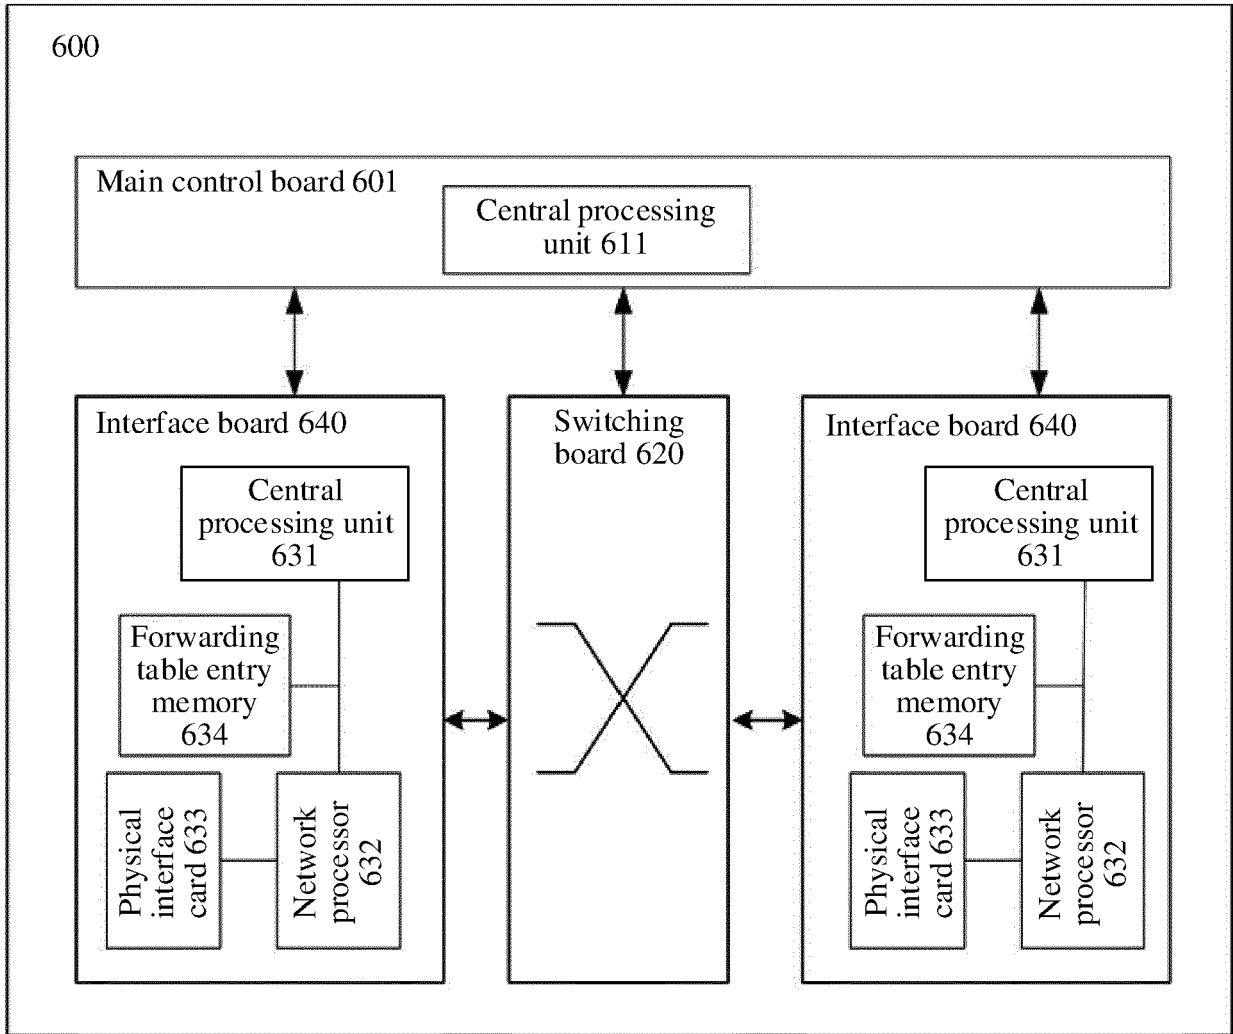 600
Main control board 601
Central processing
unit 611
Interface board 640
Central
processing unit
631
Forwarding
table entry
memory
634
Physical
interface
card 633
Network
processor
632
Switching
board 620
Interface board 640
Central
processing unit
631
Forwarding
table entry
memory
634
Physical
interface
card 633
Network
processor
632